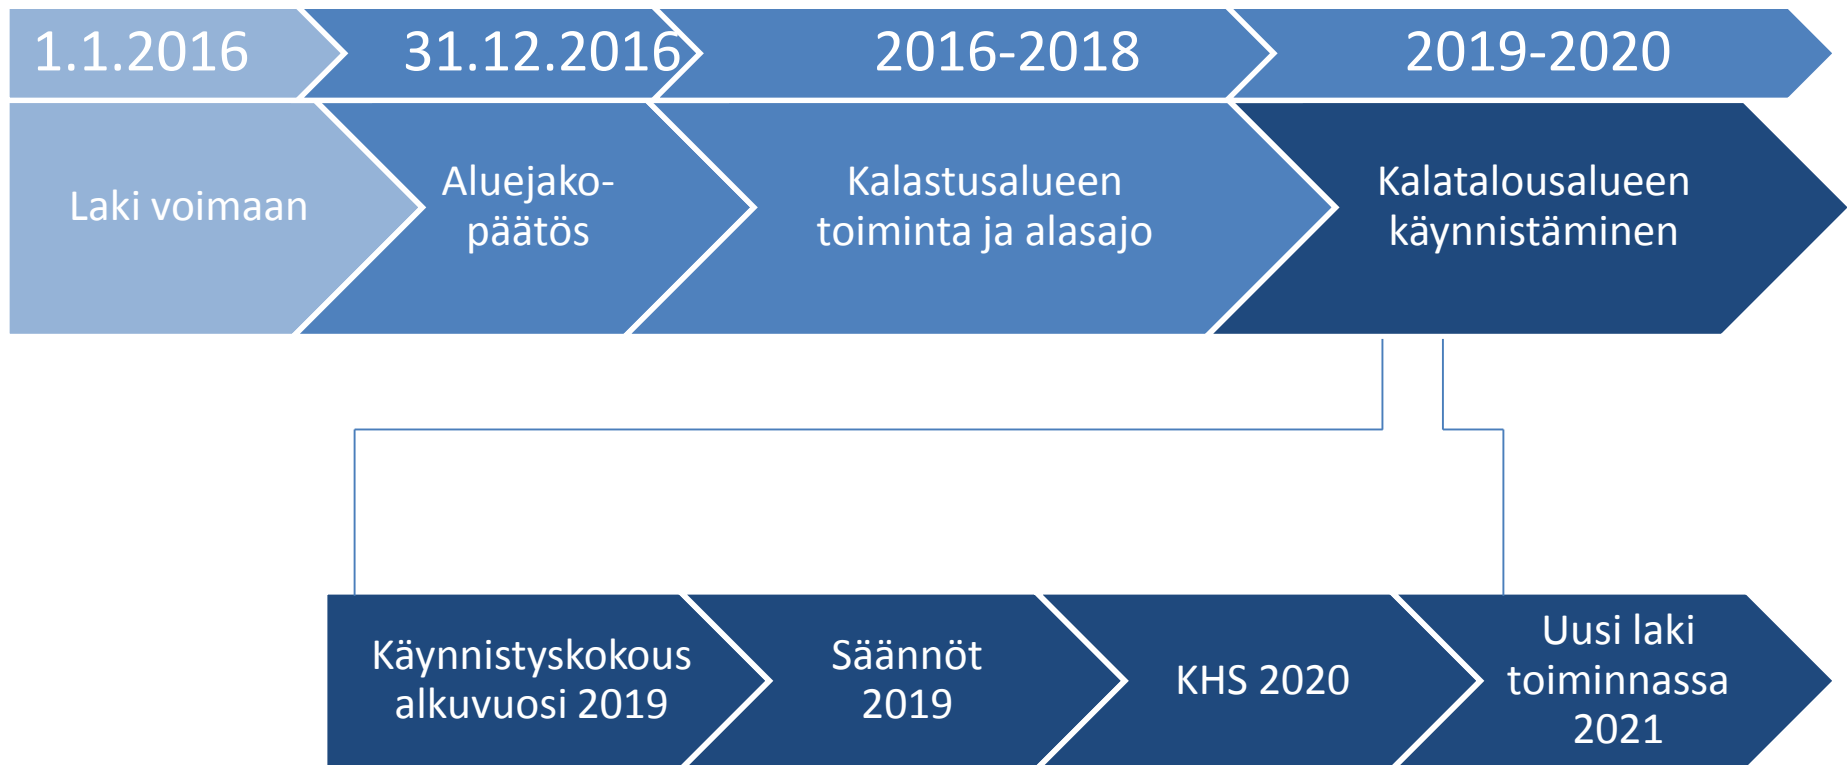 1.1.2016
31.12.2016
2016-2018
2019-2020
Laki voimaan
Aluejako-
päätös
Kalastusalueen
toiminta ja alasajo
Kalatalousalueen
käynnistäminen
Käynnistyskokous
alkuvuosi 2019
Säännöt
2019
KHS 2020
Uusi laki
toiminnassa
2021